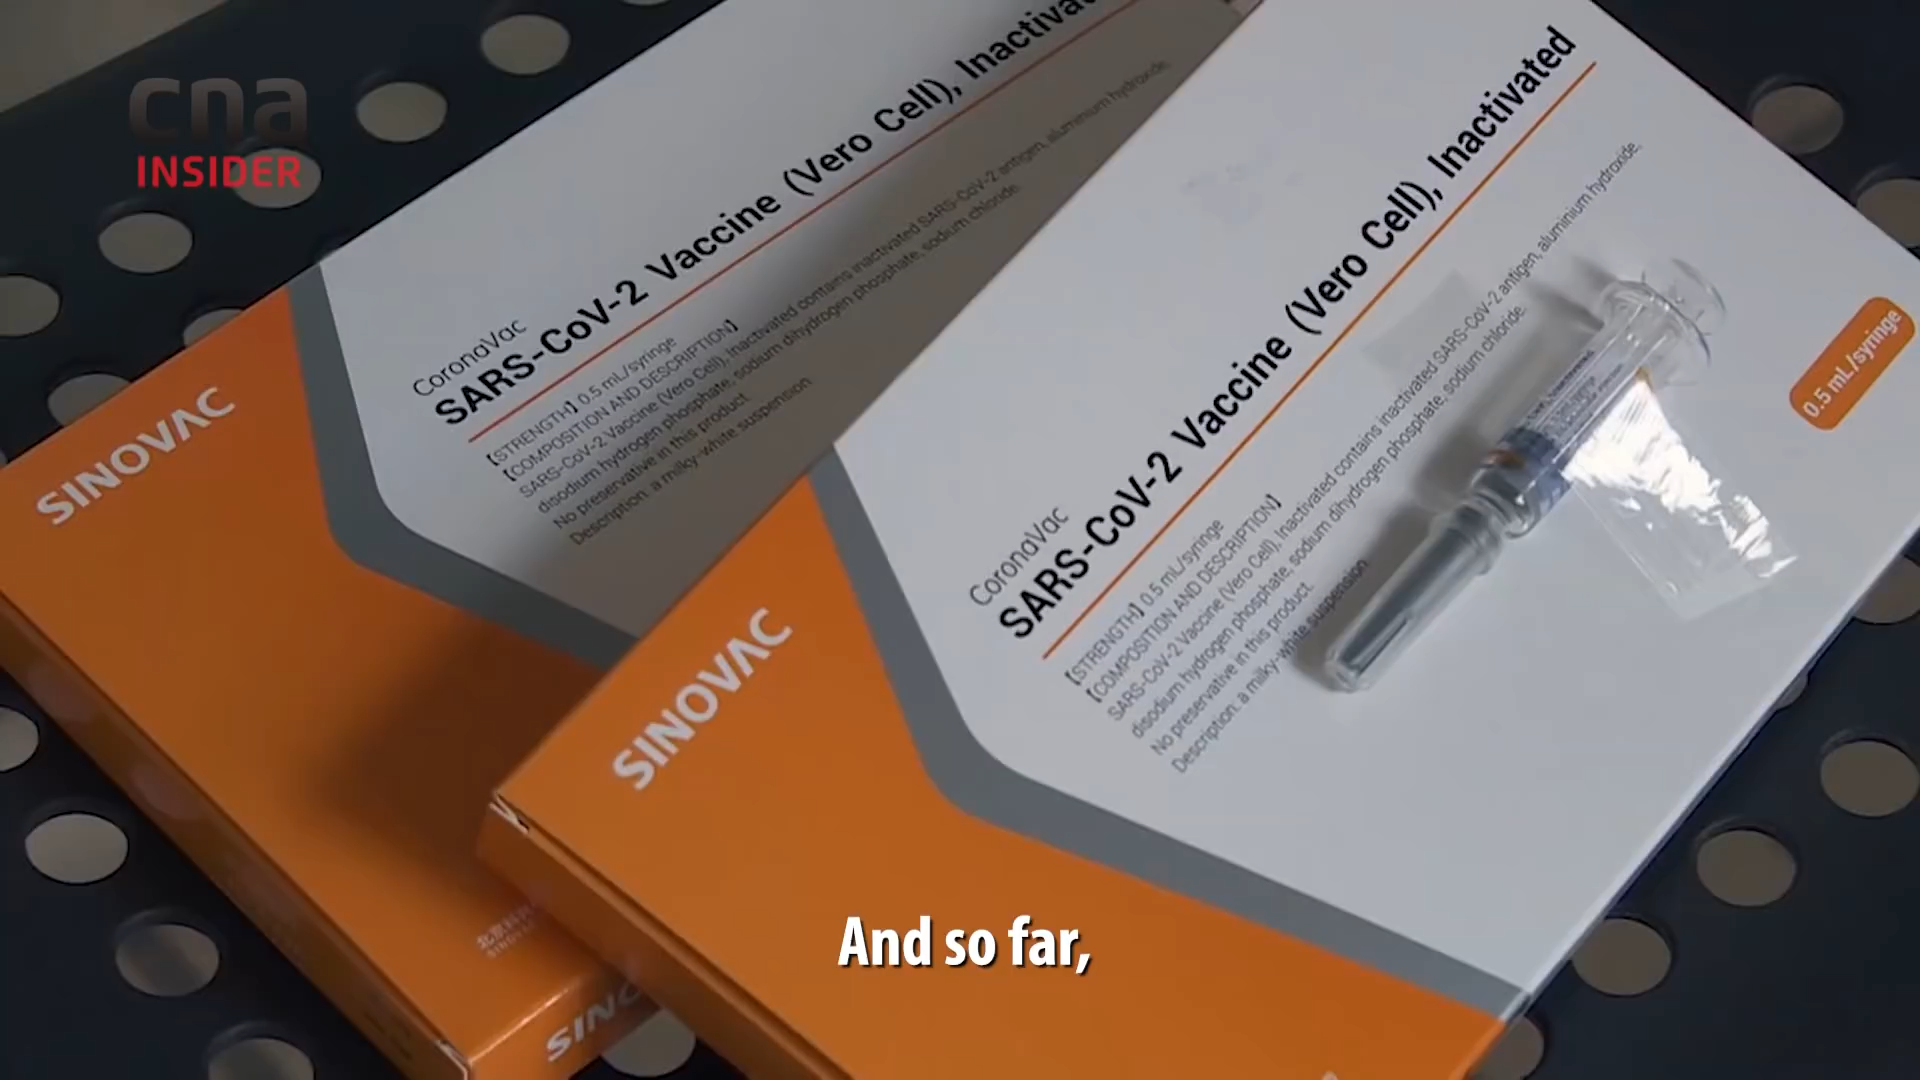 cna
INSIDER
SINOVAC
CoronaVac
SARS-CoV-2 Vaccine (Vero Cell), Inactiva
【STRENGTH】0.5 mL/syringe
【COMPOSITION AND DESCRIPTION】
SARS-CoV-2 Vaccine (Vero Cell), Inactivated contains inactivated SARS-CoV-2 antigen, aluminium hydroxide,
disodium hydrogen phosphate, sodium dihydrogen phosphate, sodium chloride.
No preservative in this product.
Description: a milky-white suspension
SINOVAC
CoronaVac
SARS-CoV-2 Vaccine (Vero Cell), Inactivated
【STRENGTH】0.5 mL/syringe
【COMPOSITION AND DESCRIPTION】
SARS-CoV-2 Vaccine (Vero Cell), Inactivated contains inactivated SARS-CoV-2 antigen, aluminium hydroxide,
disodium hydrogen phosphate, sodium dihydrogen phosphate, sodium chloride.
No preservative in this product.
Description: a milky-white suspension
0.5 mL/syringe
And so far,